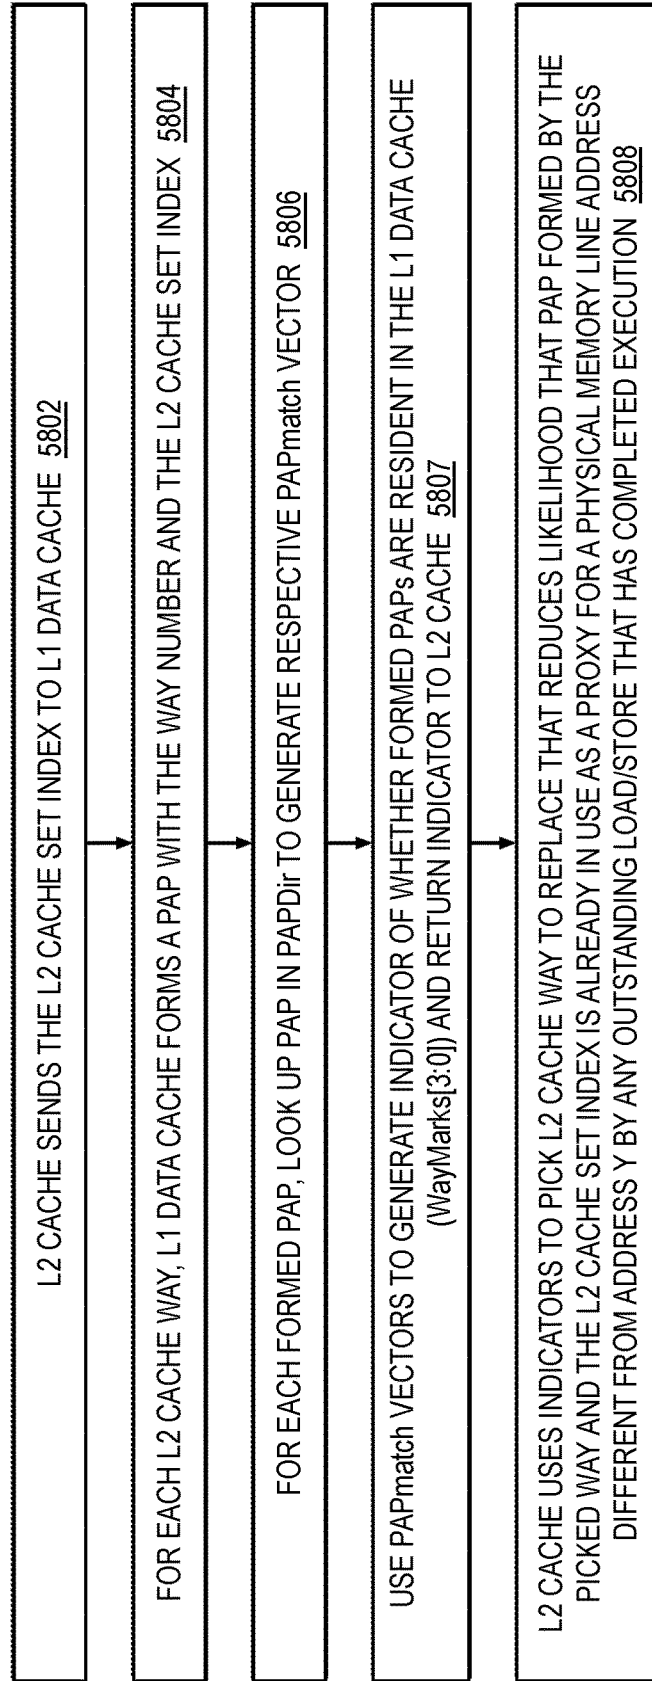 L2 CACHE SENDS THE L2 CACHE SET INDEX TO L1 DATA CACHE 5802
FOR EACH L2 CACHE WAY, L1 DATA CACHE FORMS A PAP WITH THE WAY NUMBER AND THE L2 CACHE SET INDEX 5804
FOR EACH FORMED PAP, LOOK UP PAP IN PAPDir TO GENERATE RESPECTIVE PAPmatch VECTOR 5806
USE PAPmatch VECTORS TO GENERATE INDICATOR OF WHETHER FORMED PAPs ARE RESIDENT IN THE L1 DATA CACHE
(WayMarks[3:0]) AND RETURN INDICATOR TO L2 CACHE 5807
L2 CACHE USES INDICATORS TO PICK L2 CACHE WAY TO REPLACE THAT REDUCES LIKELIHOOD THAT PAP FORMED BY THE
PICKED WAY AND THE L2 CACHE SET INDEX IS ALREADY IN USE AS A PROXY FOR A PHYSICAL MEMORY LINE ADDRESS
DIFFERENT FROM ADDRESS Y BY ANY OUTSTANDING LOAD/STORE THAT HAS COMPLETED EXECUTION 5808